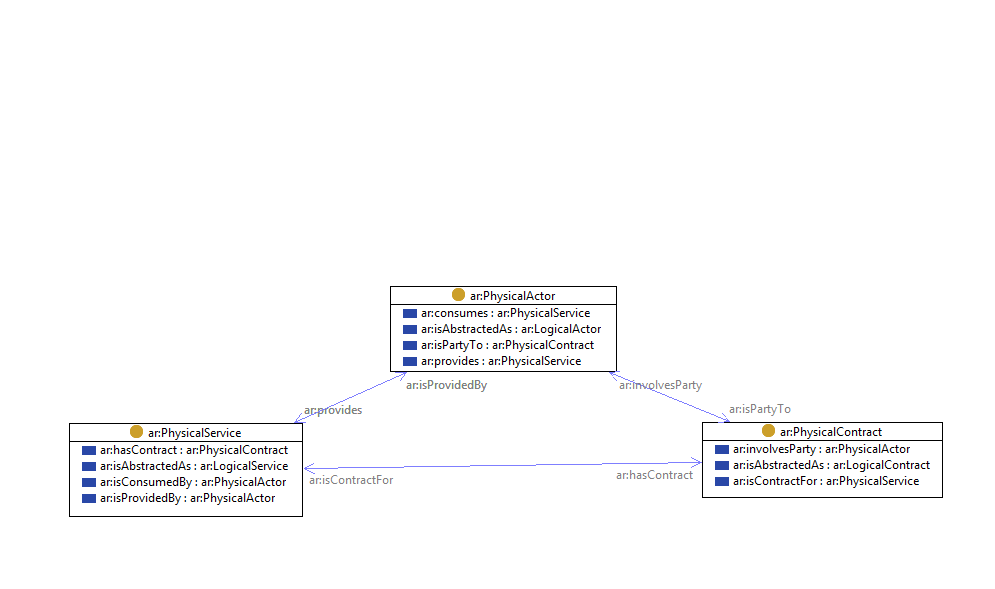 ar:PhysicalActor
ar:consumes : ar:PhysicalService
ar:isAbstractedAs : ar:LogicalActor
ar:isPartyTo : ar:PhysicalContract
ar:provides : ar:PhysicalService
ar:isProvidedBy
ar:involvesParty
ar:provides
ar:isPartyTo
ar:PhysicalService
ar:hasContract : ar:PhysicalContract
ar:isAbstractedAs : ar:LogicalService
ar:isConsumedBy : ar:PhysicalActor
ar:isProvidedBy : ar:PhysicalActor
ar:isContractFor
ar:hasContract
ar:PhysicalContract
ar:involvesParty : ar:PhysicalActor
ar:isAbstractedAs : ar:LogicalContract
ar:isContractFor : ar:PhysicalService